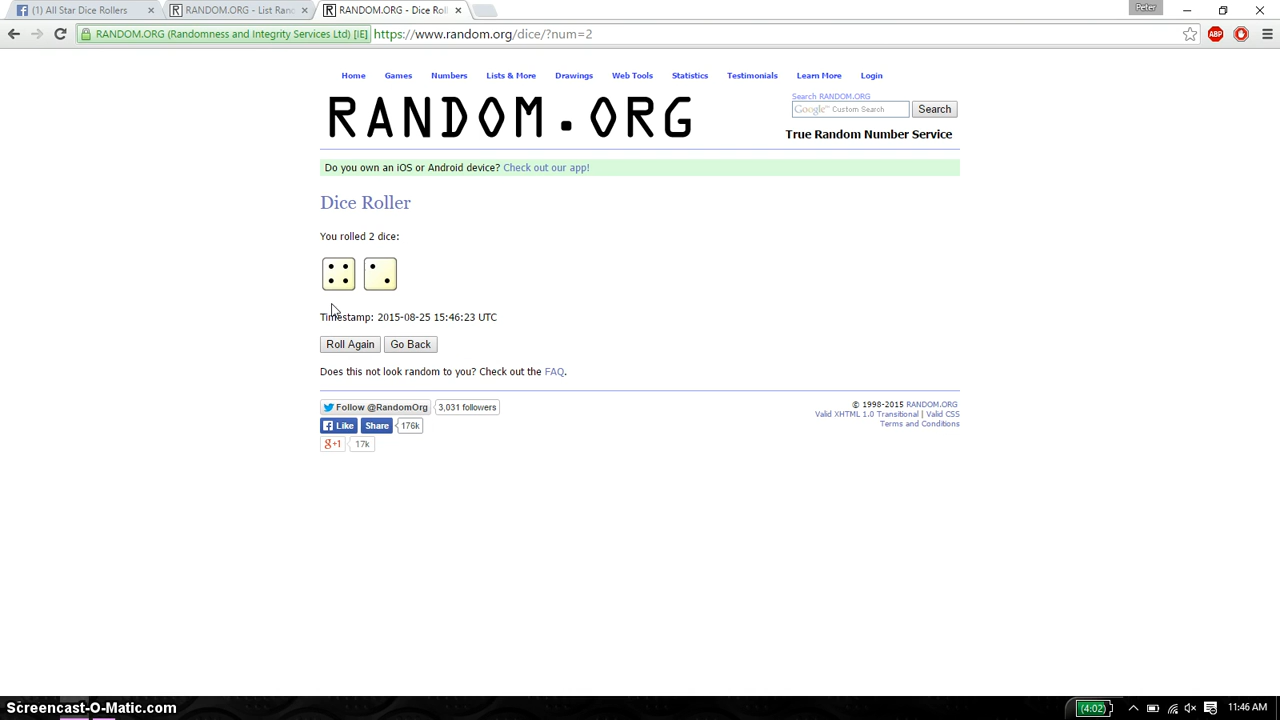 (1) All Star Dice Rollers
RANDOM.ORG - List Ran
RANDOM.ORG - Dice Rol
Peter
RANDOM.ORG (Randomness and Integrity Services Ltd) [IE]
https://www.random.org/dice/?num=2
ABP
Home Games Numbers Lists & More Drawings Web Tools Statistics Testimonials Learn More Login
RANDOM.ORG
Search RANDOM.ORG
Google™ Custom Search
Search
True Random Number Service
Do you own an iOS or Android device? Check out our app!
Dice Roller
You rolled 2 dice:
Timestamp: 2015-08-25 15:46:23 UTC
Roll Again Go Back
Does this not look random to you? Check out the FAQ.
Follow @RandomOrg 3,031 followers
Like Share 176k
g+1 17k
© 1998-2015 RANDOM.ORG
Valid XHTML 1.0 Transitional | Valid CSS
Terms and Conditions
Screencast-O-Matic.com
(4:02)
11:46 AM